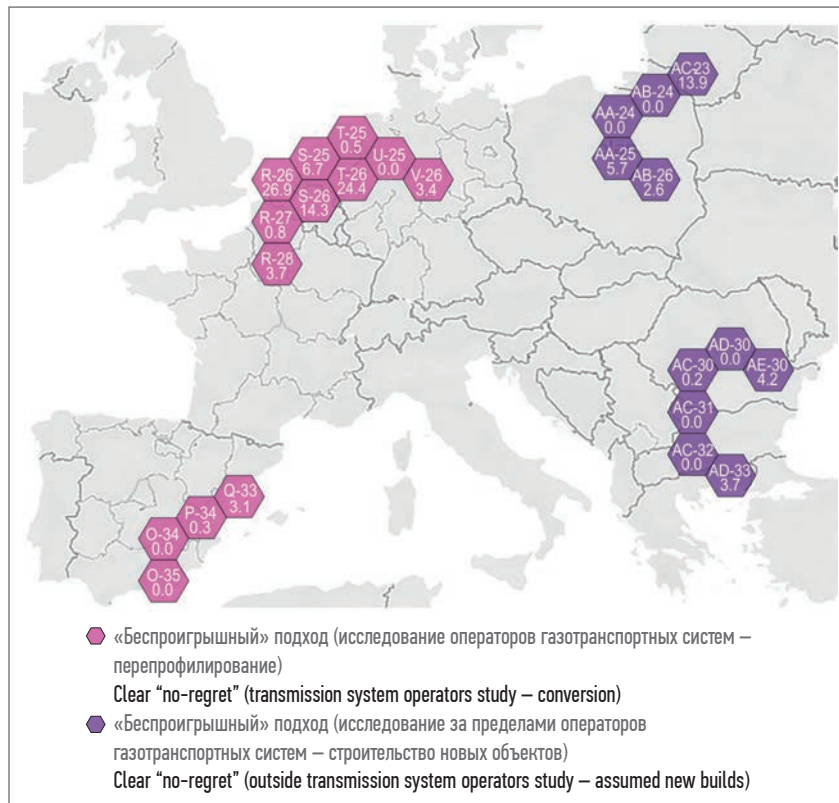 AC-23
13.9
AB-24
0.0
AA-24
0.0
AA-25
5.7
AB-26
2.6
T-25
0.5
S-25
6.7
U-25
0.0
R-26
26.9
T-26
24.4
V-26
3.4
S-26
14.3
R-27
0.8
R-28
3.7
AD-30
0.0
AC-30
0.2
AE-30
4.2
AC-31
0.0
AC-32
0.0
AD-33
3.7
Q-33
3.1
P-34
0.3
O-34
0.0
O-35
0.0
«Беспроигрышный» подход (исследование операторов газотранспортных систем –
перепрофилирование)
Clear “no-regret” (transmission system operators study – conversion)
«Беспроигрышный» подход (исследование за пределами операторов
газотранспортных систем – строительство новых объектов)
Clear “no-regret” (outside transmission system operators study – assumed new builds)